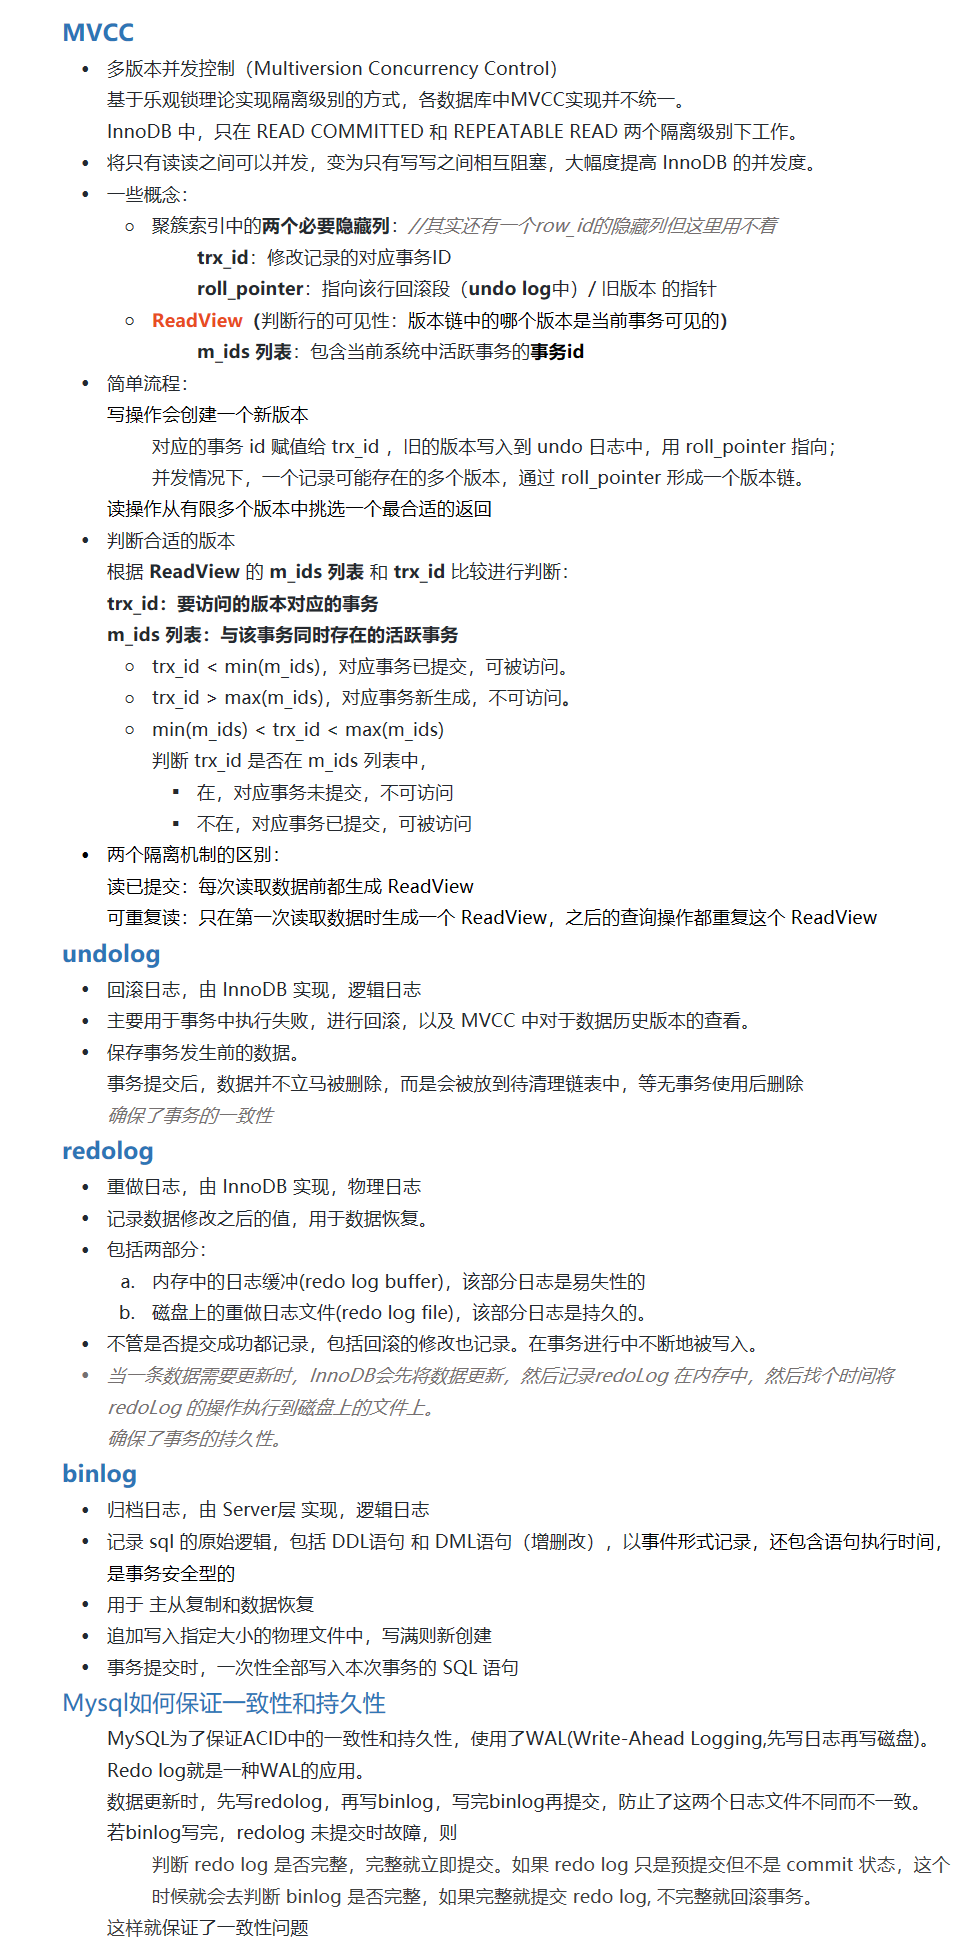 MVCC
• 多版本并发控制（Multiversion Concurrency Control）
基于乐观锁理论实现隔离级别的方式，各数据库中MVCC实现并不统一。
InnoDB 中，只在 READ COMMITTED 和 REPEATABLE READ 两个隔离级别下工作。
• 将只有读读之间可以并发，变为只有写写之间相互阻塞，大幅度提高 InnoDB 的并发度。
• 一些概念：
○ 聚簇索引中的两个必要隐藏列：//其实还有一个row_id的隐藏列但这里用不着
trx_id：修改记录的对应事务ID
roll_pointer：指向该行回滚段（undo log中）/ 旧版本 的指针
○ ReadView（判断行的可见性：版本链中的哪个版本是当前事务可见的）
m_ids 列表：包含当前系统中活跃事务的事务id
• 简单流程：
写操作会创建一个新版本
对应的事务 id 赋值给 trx_id ，旧的版本写入到 undo 日志中，用 roll_pointer 指向；
并发情况下，一个记录可能存在的多个版本，通过 roll_pointer 形成一个版本链。
读操作从有限多个版本中挑选一个最合适的返回
• 判断合适的版本
根据 ReadView 的 m_ids 列表 和 trx_id 比较进行判断：
trx_id：要访问的版本对应的事务
m_ids 列表：与该事务同时存在的活跃事务
○ trx_id < min(m_ids)，对应事务已提交，可被访问。
○ trx_id > max(m_ids)，对应事务新生成，不可访问。
○ min(m_ids) < trx_id < max(m_ids)
判断 trx_id 是否在 m_ids 列表中，
▪ 在，对应事务未提交，不可访问
▪ 不在，对应事务已提交，可被访问
• 两个隔离机制的区别：
读已提交：每次读取数据前都生成 ReadView
可重复读：只在第一次读取数据时生成一个 ReadView，之后的查询操作都重复这个 ReadView
undolog
• 回滚日志，由 InnoDB 实现，逻辑日志
• 主要用于事务中执行失败，进行回滚，以及 MVCC 中对于数据历史版本的查看。
• 保存事务发生前的数据。
事务提交后，数据并不立马被删除，而是会被放到待清理链表中，等无事务使用后删除
确保了事务的一致性
redolog
• 重做日志，由 InnoDB 实现，物理日志
• 记录数据修改之后的值，用于数据恢复。
• 包括两部分：
a. 内存中的日志缓冲(redo log buffer)，该部分日志是易失性的
b. 磁盘上的重做日志文件(redo log file)，该部分日志是持久的。
• 不管是否提交成功都记录，包括回滚的修改也记录。在事务进行中不断地被写入。
• 当一条数据需要更新时，InnoDB会先将数据更新，然后记录redoLog 在内存中，然后找个时间将
redoLog 的操作执行到磁盘上的文件上。
确保了事务的持久性。
binlog
• 归档日志，由 Server层 实现，逻辑日志
• 记录 sql 的原始逻辑，包括 DDL语句 和 DML语句（增删改），以事件形式记录，还包含语句执行时间，
是事务安全型的
• 用于 主从复制和数据恢复
• 追加写入指定大小的物理文件中，写满则新创建
• 事务提交时，一次性全部写入本次事务的 SQL 语句
Mysql如何保证一致性和持久性
MySQL为了保证ACID中的一致性和持久性，使用了WAL(Write-Ahead Logging,先写日志再写磁盘)。
Redo log就是一种WAL的应用。
数据更新时，先写redolog，再写binlog，写完binlog再提交，防止了这两个日志文件不同而不一致。
若binlog写完，redolog 未提交时故障，则
判断 redo log 是否完整，完整就立即提交。如果 redo log 只是预提交但不是 commit 状态，这个
时候就会去判断 binlog 是否完整，如果完整就提交 redo log, 不完整就回滚事务。
这样就保证了一致性问题